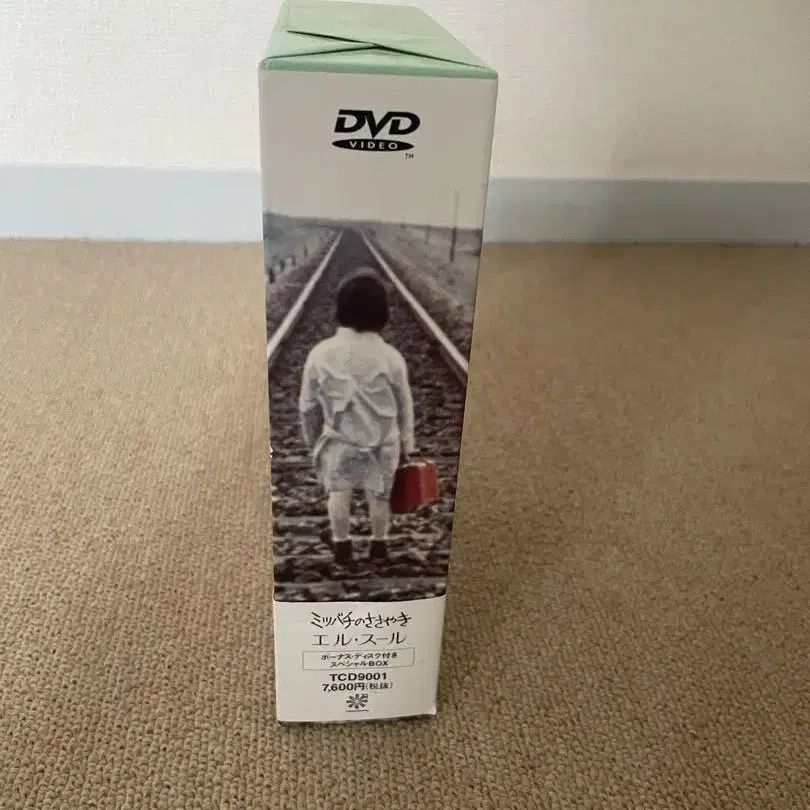 DVD
VIDEO
TM
ミツバチのささやき
エル・スール
ボーナス・ディスク付き
スペシャルBOX
TCD9001
7,600円(税抜)